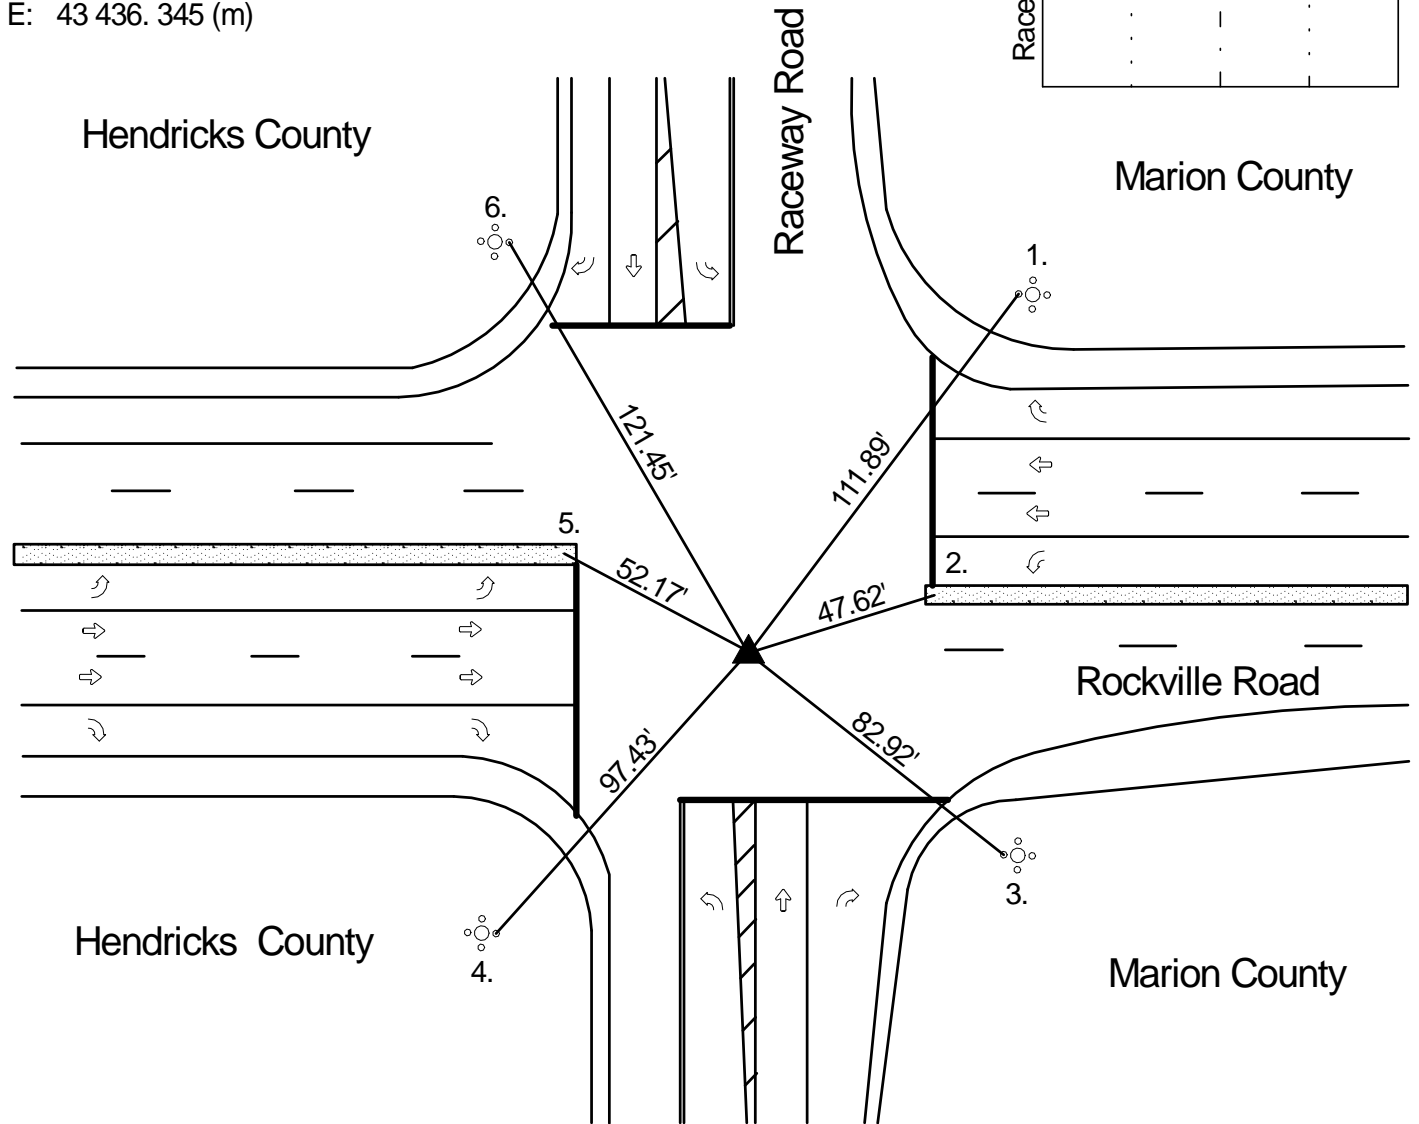 E: 43 436. 345 (m)
Race
Raceway Road
Hendricks County
Marion County
6.
1.
121.45'
111.89'
5.
2.
52.17'
47.62'
Rockville Road
82.92'
97.43'
3.
Hendricks County
4.
Marion County